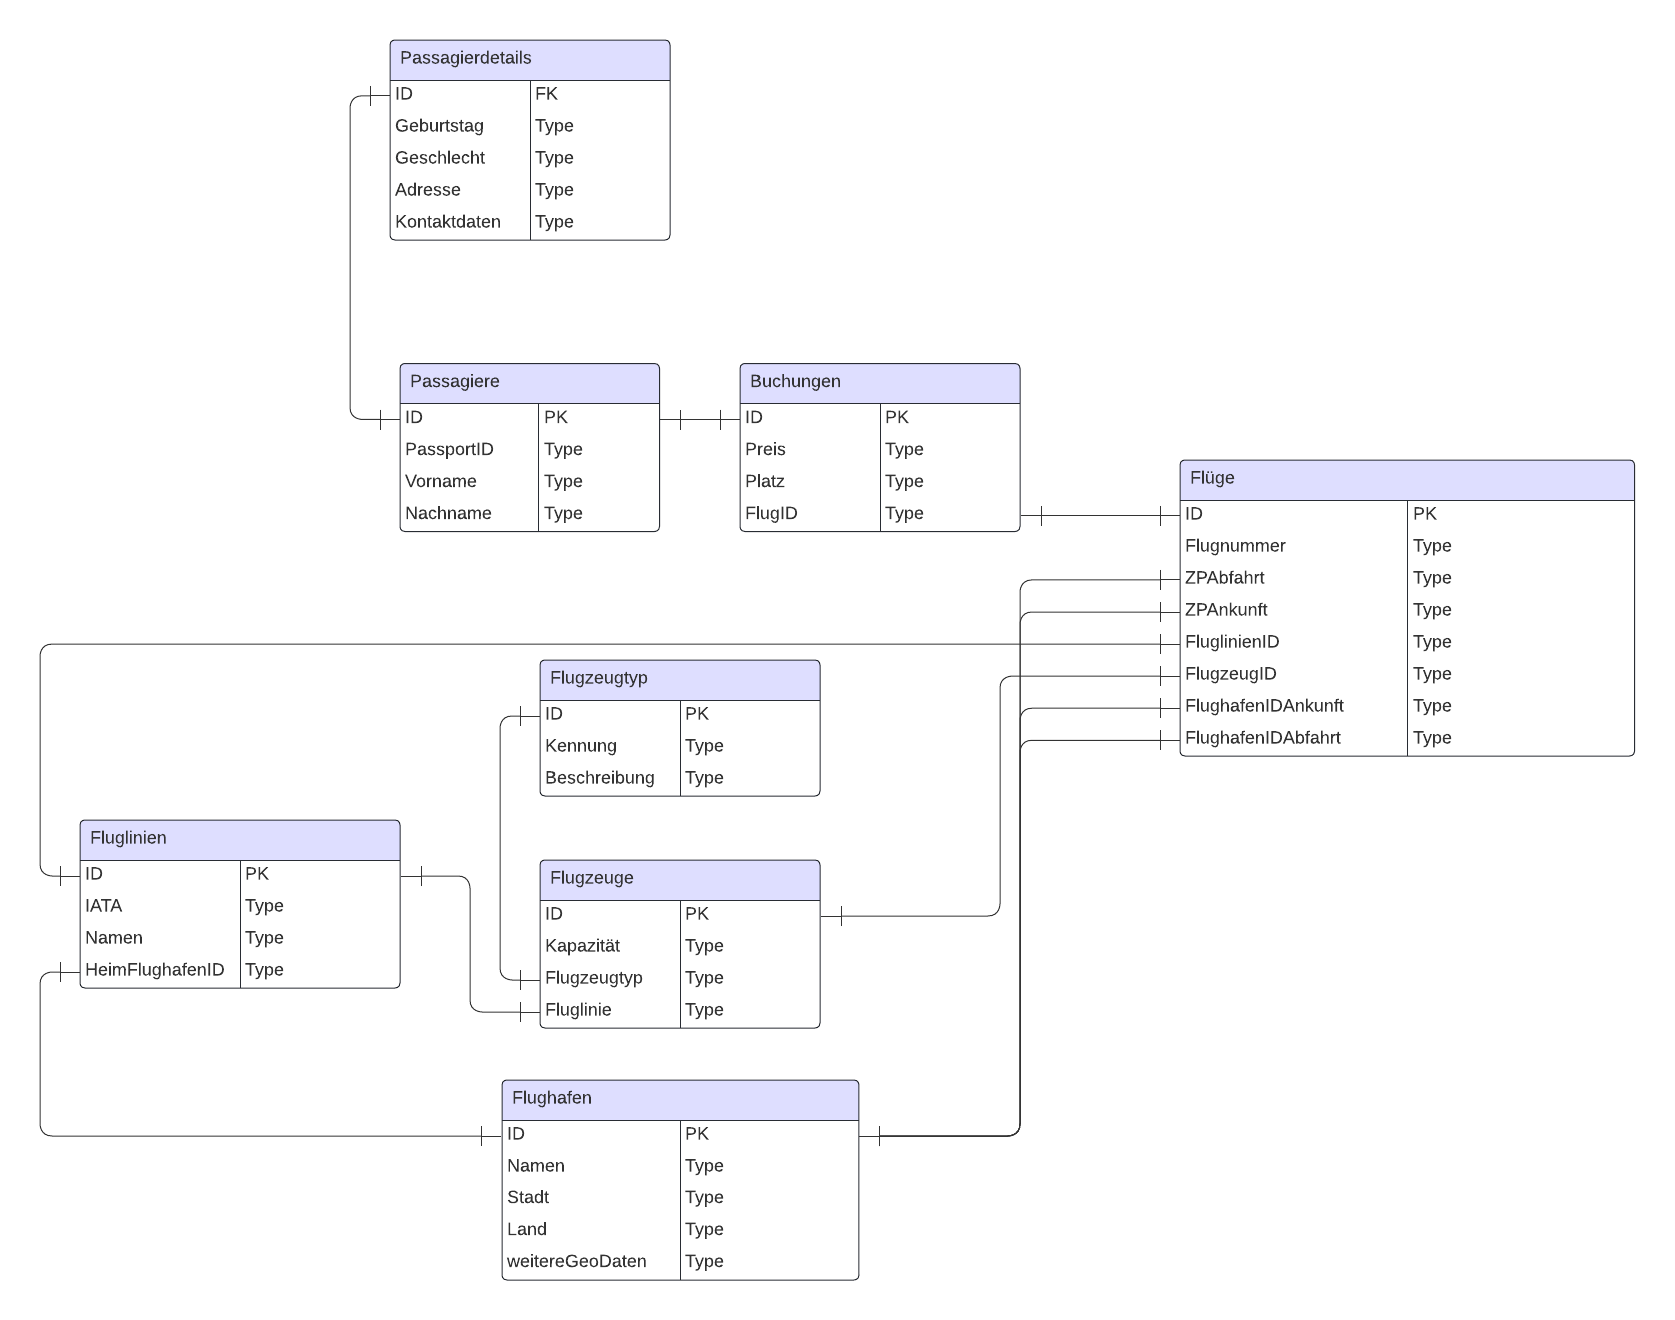 Passagierdetails
ID FK
Geburtstag Type
Geschlecht Type
Adresse Type
Kontaktdaten Type
Passagiere
ID PK
PassportID Type
Vorname Type
Nachname Type
Buchungen
ID PK
Preis Type
Platz Type
FlugID Type
Flüge
ID PK
Flugnummer Type
ZPAbfahrt Type
ZPAnkunft Type
FluglinienID Type
FlugzeugID Type
FlughafenIDAnkunft Type
FlughafenIDAbfahrt Type
Flugzeugtyp
ID PK
Kennung Type
Beschreibung Type
Fluglinien
ID PK
IATA Type
Namen Type
HeimFlughafenID Type
Flugzeuge
ID PK
Kapazität Type
Flugzeugtyp Type
Fluglinie Type
Flughafen
ID PK
Namen Type
Stadt Type
Land Type
weitereGeoDaten Type